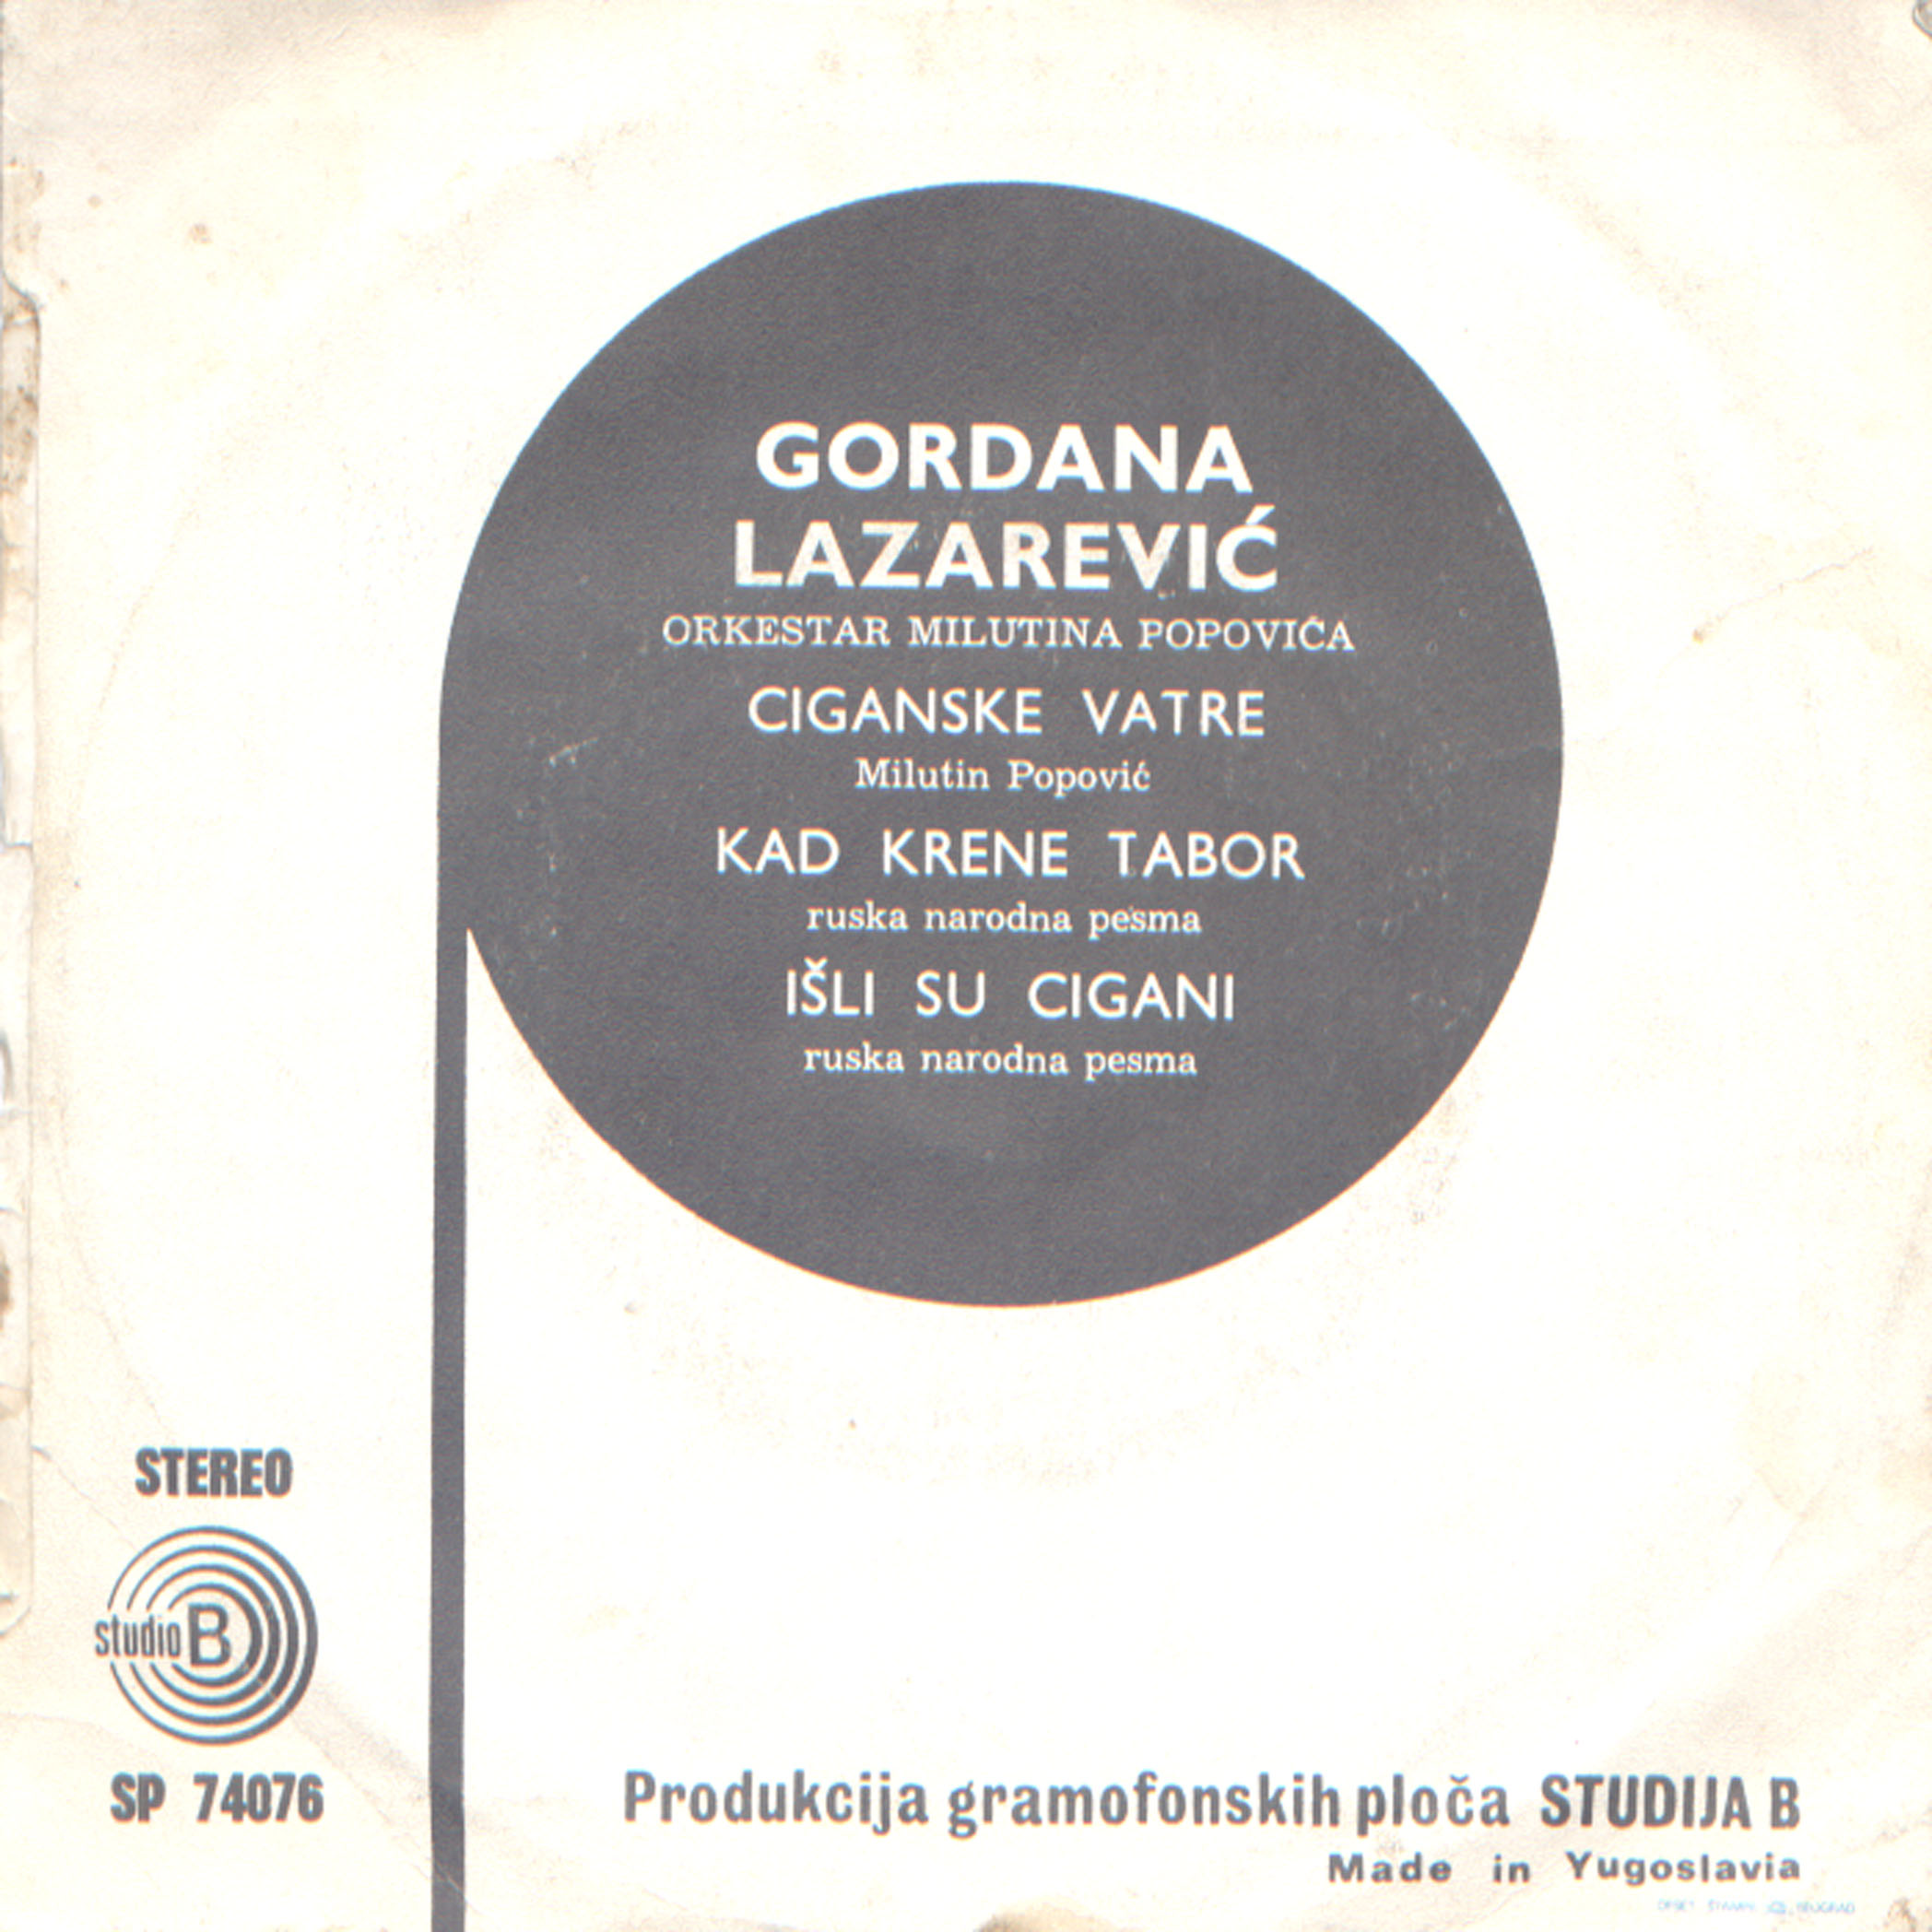 GORDANA
LAZAREVIĆ
ORKESTAR MILUTINA POPOVIĆA
CIGANSKE VATRE
Milutin Popović
KAD KRENE TABOR
ruska narodna pesma
IŠLI SU CIGANI
ruska narodna pesma
STEREO
studio B
SP 74076
Produkcija gramofonskih ploča STUDIJA B
Made in Yugoslavia